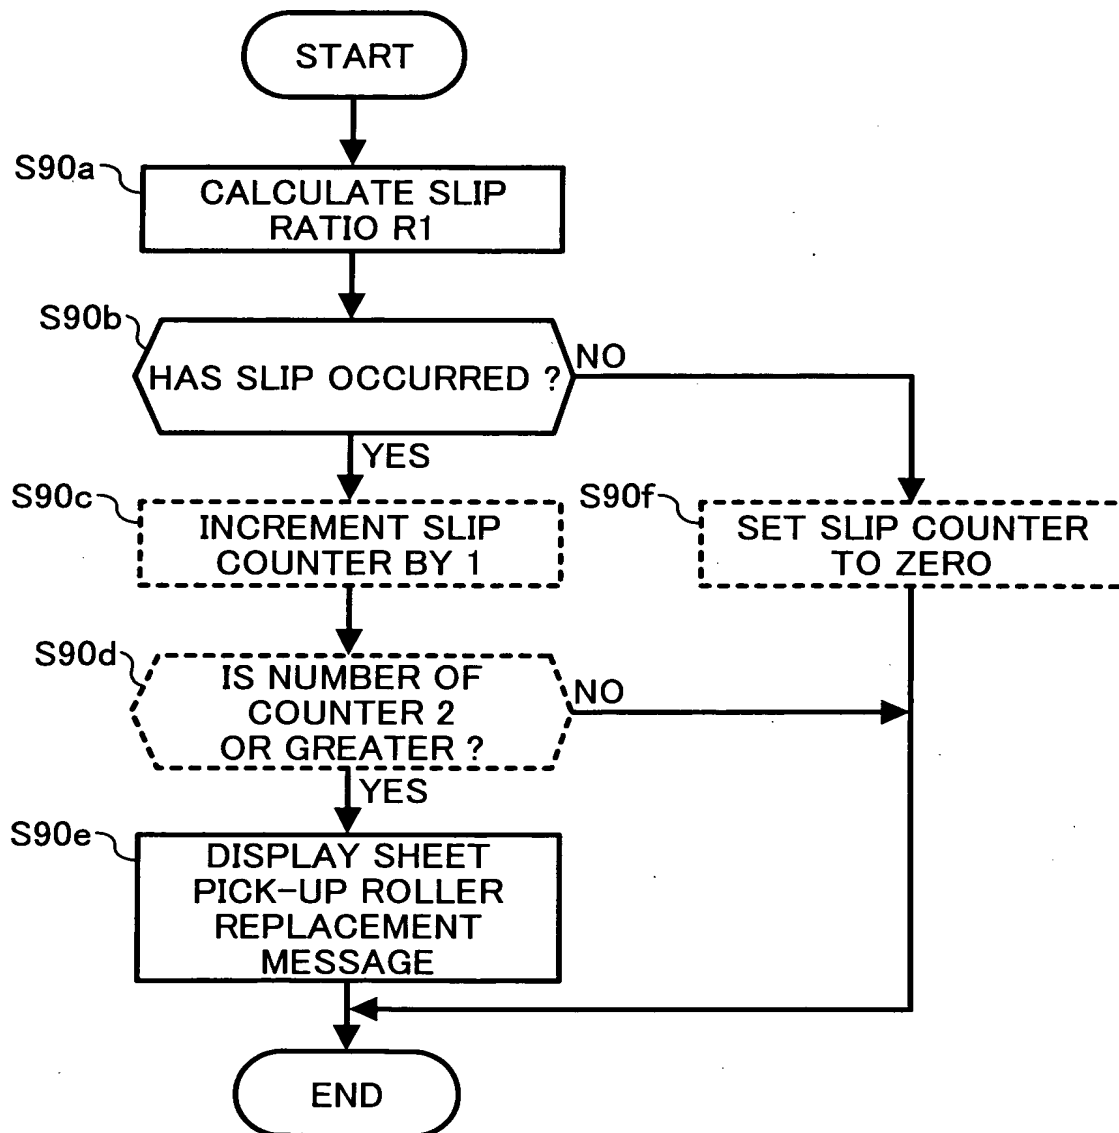 START
S90a
CALCULATE SLIP
RATIO R1
S90b
HAS SLIP OCCURRED ?
NO
YES
S90c
INCREMENT SLIP
COUNTER BY 1
S90f
SET SLIP COUNTER
TO ZERO
S90d
IS NUMBER OF
COUNTER 2
OR GREATER ?
NO
YES
S90e
DISPLAY SHEET
PICK-UP ROLLER
REPLACEMENT
MESSAGE
END